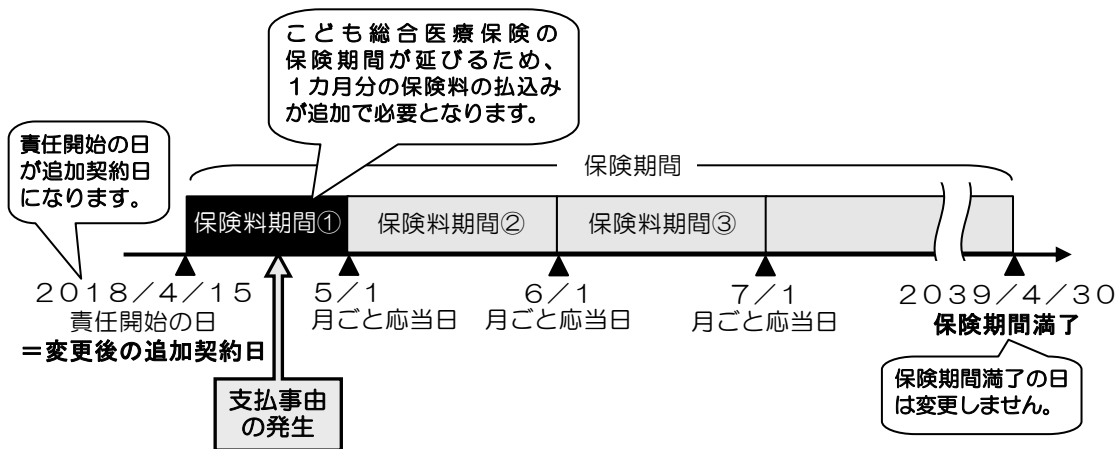 こども総合医療保険の
保険期間が延びるため、
１カ月分の保険料の払込み
が追加で必要となります。
責任開始の日
が追加契約日
になります。
保険期間
保険料期間① 保険料期間② 保険料期間③
２０１８／４／１５ ５／１ ６／１ ７／１ ２０３９／４／３０
責任開始の日 月ごと応当日 月ごと応当日 月ごと応当日 保険期間満了
＝変更後の追加契約日
支払事由
の発生
保険期間満了の日
は変更しません。